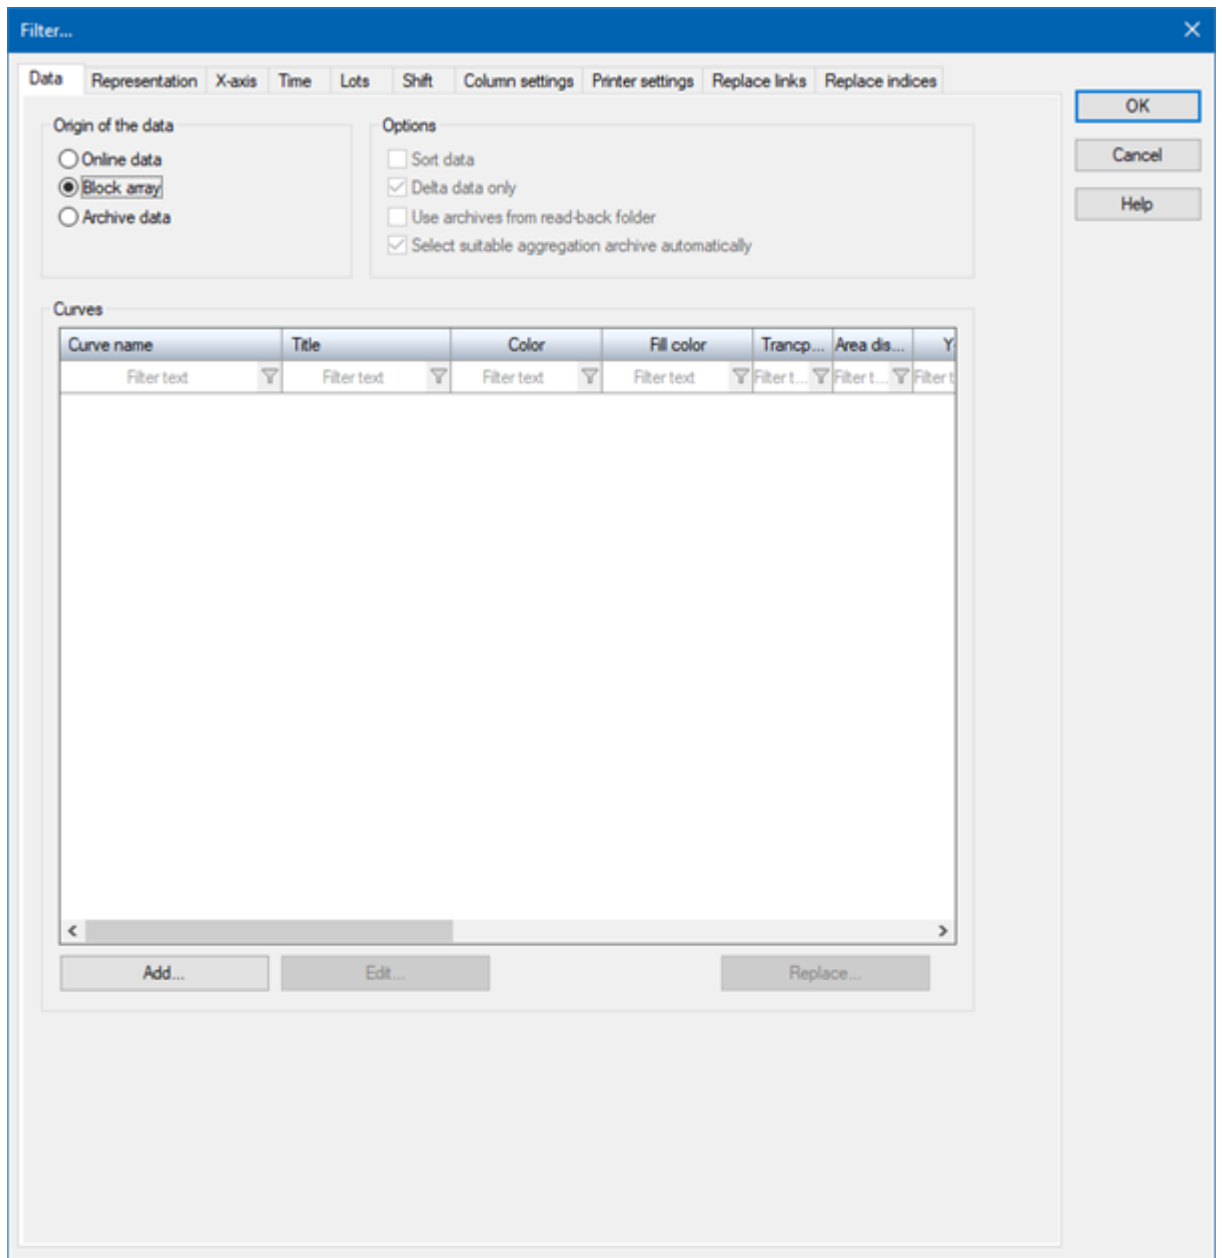 Filter...
Data Representation X-axis Time Lots Shift Column settings Printer settings Replace links Replace indices
OK
Cancel
Help
Origin of the data
Online data
Block array
Archive data
Options
Sort data
Delta data only
Use archives from read-back folder
Select suitable aggregation archive automatically
Curves
Curve name Title Color Fill color Trancp... Area dis... Y-
Filter text Filter text Filter text Filter text Filter t... Filter t... Filter t
Add... Edit... Replace...